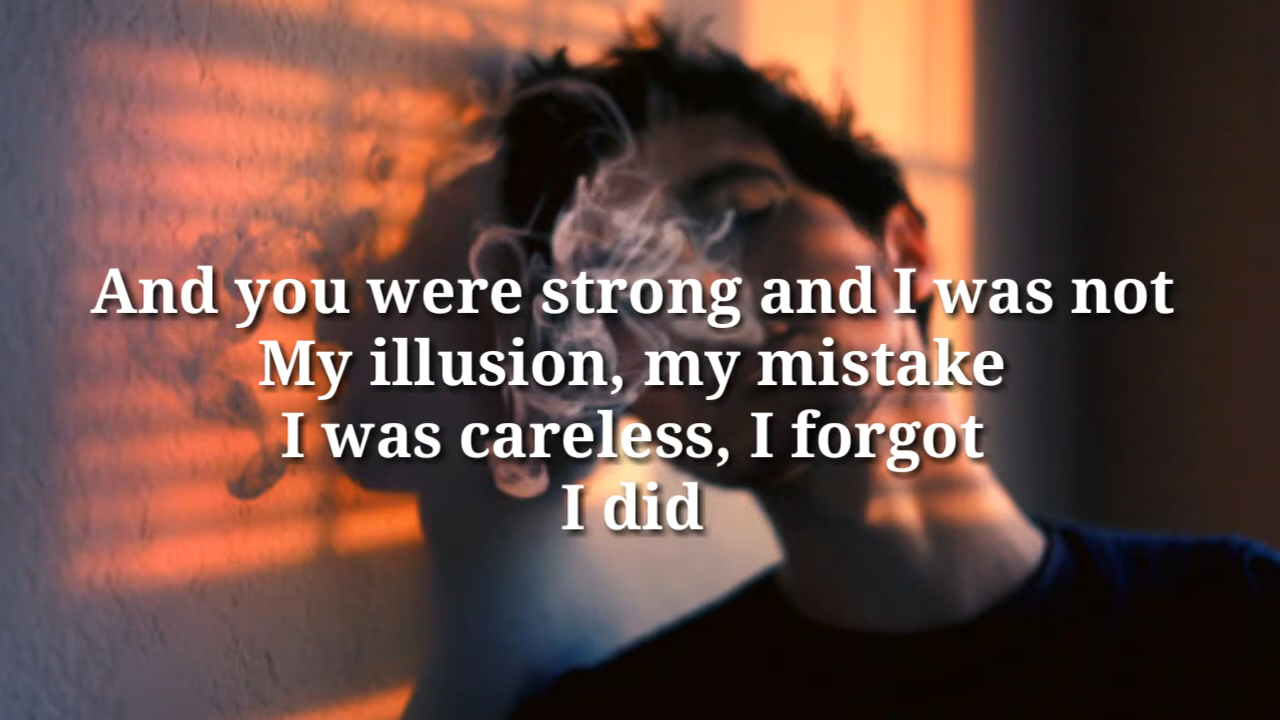 And you were strong and I was not
My illusion, my mistake
I was careless, I forgot
I did